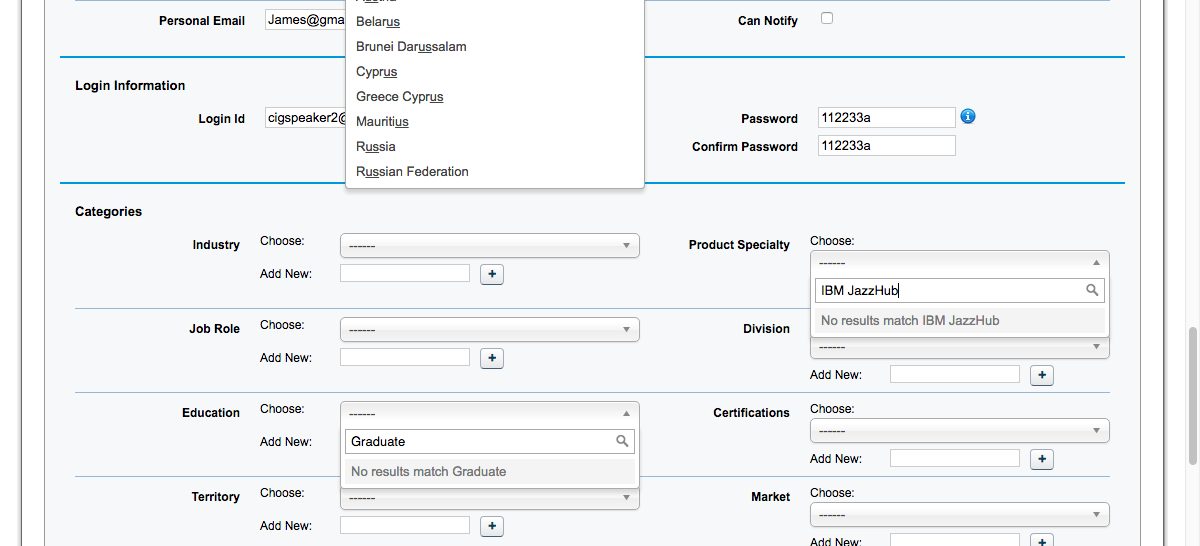 Personal Email James@gma
Can Notify
Belarus
Brunei Darussalam
Cyprus
Greece Cyprus
Mauritius
Russia
Russian Federation
Login Information
Login Id cigspeaker2@
Password 112233a
Confirm Password 112233a
Categories
Industry Choose: ------
Add New: +
Product Specialty Choose:
------
IBM JazzHub
No results match IBM JazzHub
Job Role Choose: ------
Add New: +
Division ------
Add New: +
Education Choose: ------
Add New:
Graduate
No results match Graduate
Certifications Choose:
------
Add New: +
Territory Choose: ------
Add New: +
Market Choose:
------
Add New: +